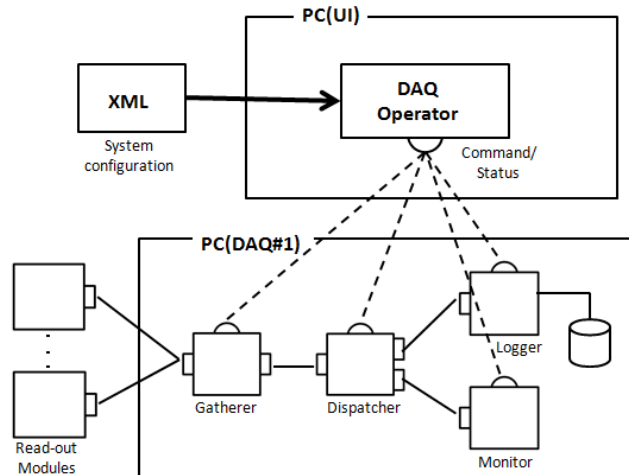 PC(UI)
XML
DAQ
Operator
System
configuration
Command/
Status
PC(DAQ#1)
Logger
Gatherer
Dispatcher
Read-out
Modules
Monitor